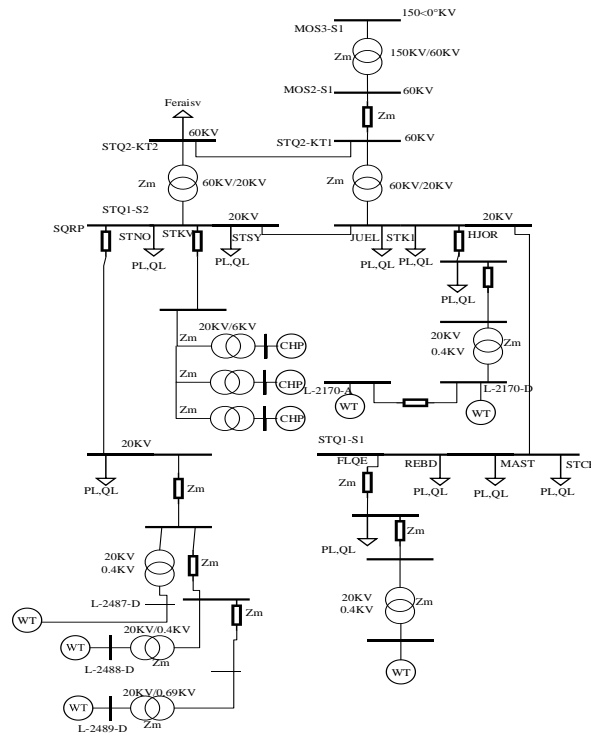 150<0°KV
MOS3-S1
Zm
150KV/60KV
MOS2-S1
60KV
Zm
Feraisv
60KV
STQ2-KT2
STQ2-KT1
60KV
Zm
60KV/20KV
60KV/20KV
Zm
STQ1-S2
20KV
20KV
SQRP
STNO
STKV
STSY
JUEL
STK1
HJOR
PL,QL
PL,QL
PL,QL
PL,QL
PL,QL
20KV/6KV
Zm
CHP
Zm
CHP
Zm
CHP
20KV
0.4KV
Zm
L-2170-A
L-2170-D
WT
WT
20KV
STQ1-S1
FLQE
REBD
MAST
PL,QL
Zm
Zm
PL,QL
PL,QL
PL,QL
PL,QL
Zm
20KV
0.4KV
Zm
20KV
0.4KV
Zm
L-2487-D
Zm
WT
20KV/0.4KV
WT
Zm
L-2488-D
WT
20KV/0.69KV
WT
Zm
L-2489-D